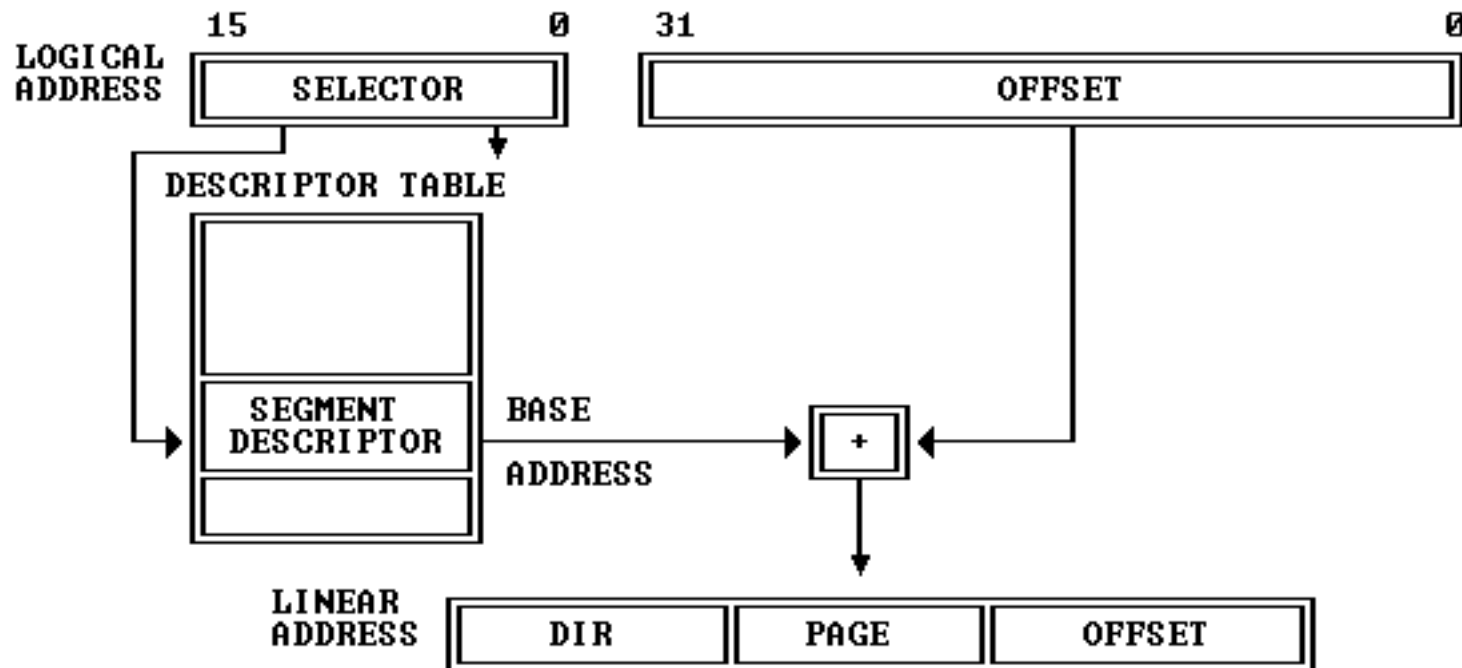 15 0 31 0
LOGICAL
ADDRESS
SELECTOR
OFFSET
DESCRIPTOR TABLE
SEGMENT
DESCRIPTOR
BASE
ADDRESS
+
LINEAR
ADDRESS
DIR
PAGE
OFFSET